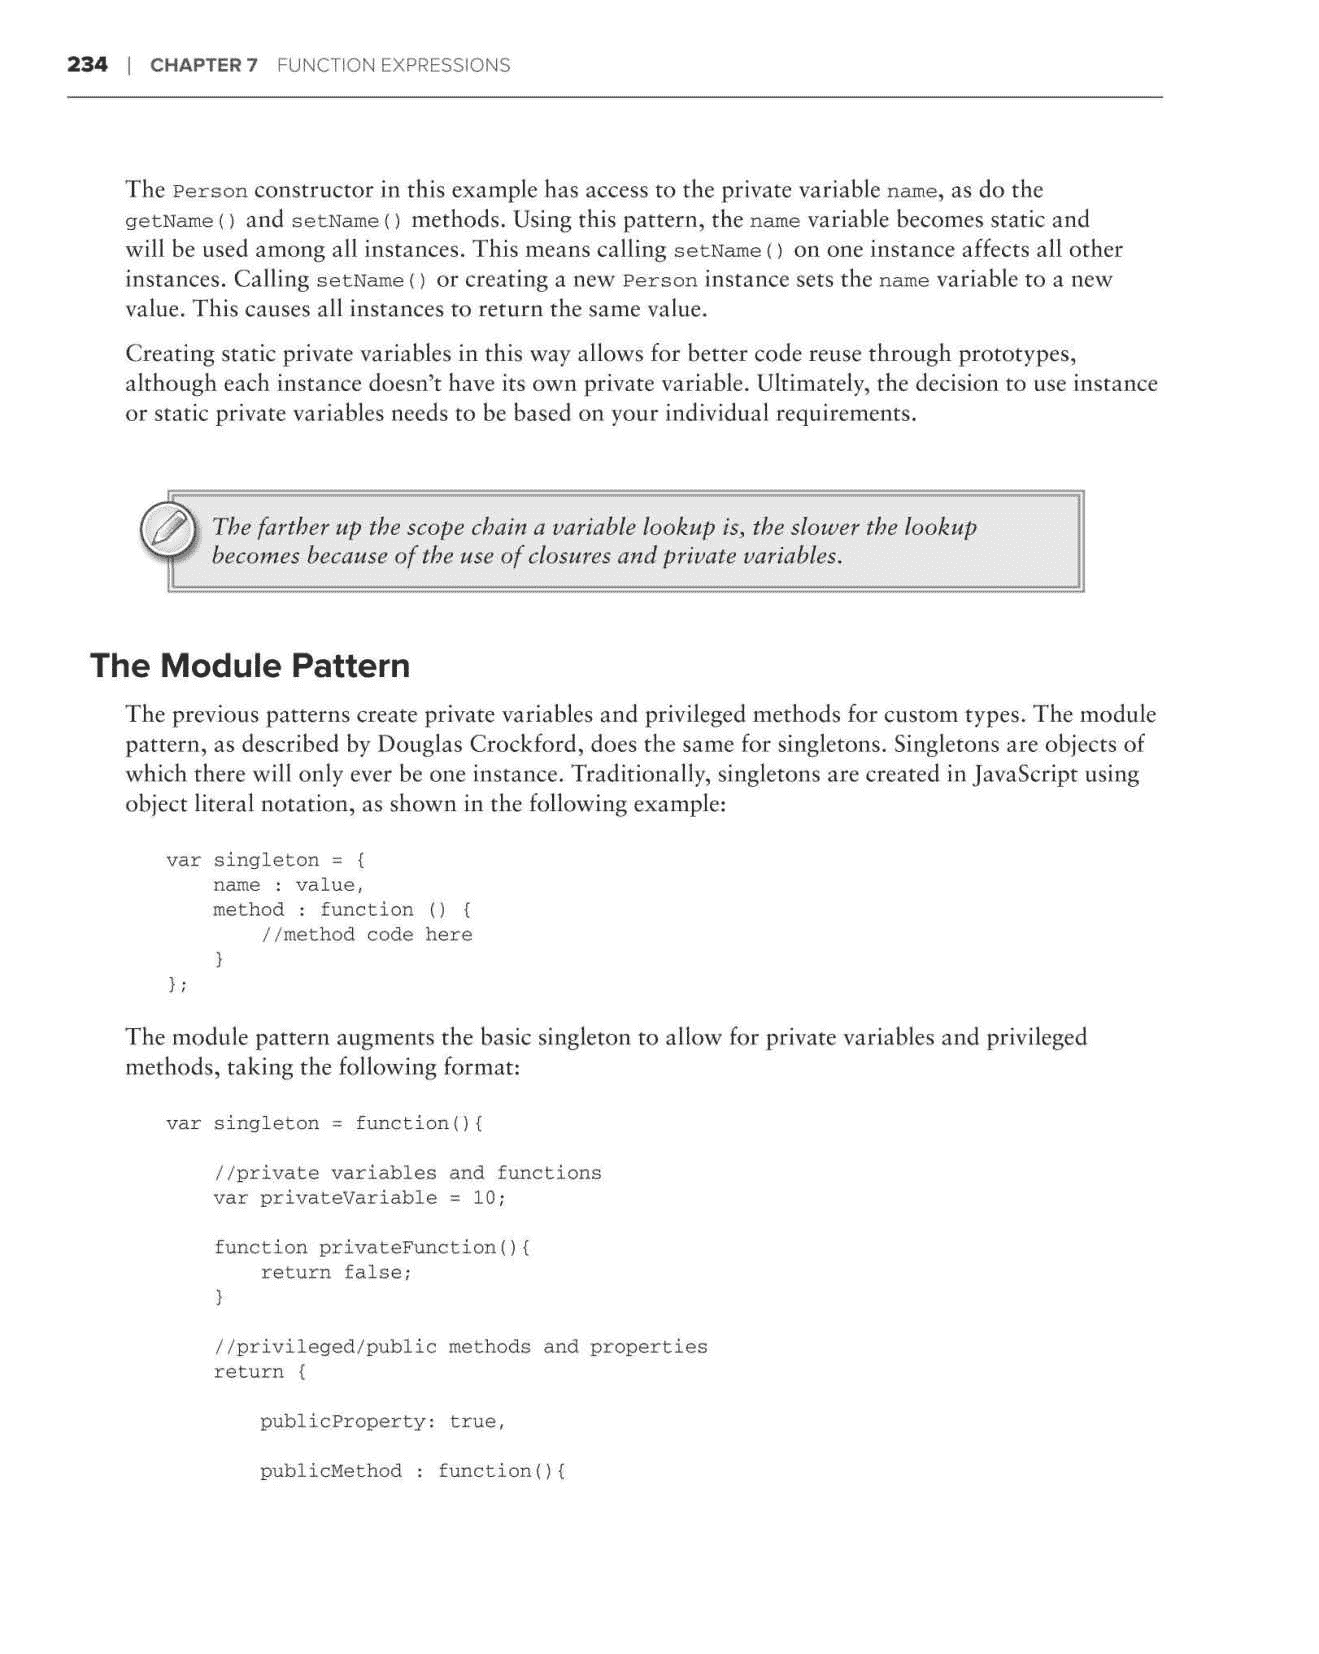 234 | CHAPTER 7 FUNCTION EXPRESSIONS
The Person constructor in this example has access to the private variable name, as do the
getName() and setName() methods. Using this pattern, the name variable becomes static and
will be used among all instances. This means calling setName() on one instance affects all other
instances. Calling setName() or creating a new Person instance sets the name variable to a new
value. This causes all instances to return the same value.
Creating static private variables in this way allows for better code reuse through prototypes,
although each instance doesn’t have its own private variable. Ultimately, the decision to use instance
or static private variables needs to be based on your individual requirements.
The farther up the scope chain a variable lookup is, the slower the lookup
becomes because of the use of closures and private variables.
The Module Pattern
The previous patterns create private variables and privileged methods for custom types. The module
pattern, as described by Douglas Crockford, does the same for singletons. Singletons are objects of
which there will only ever be one instance. Traditionally, singletons are created in JavaScript using
object literal notation, as shown in the following example:
var singleton = {
    name : value,
    method : function () {
        //method code here
    }
};
The module pattern augments the basic singleton to allow for private variables and privileged
methods, taking the following format:
var singleton = function(){
    //private variables and functions
    var privateVariable = 10;
    function privateFunction(){
        return false;
    }
    //privileged/public methods and properties
    return {
        publicProperty: true,
        publicMethod : function(){